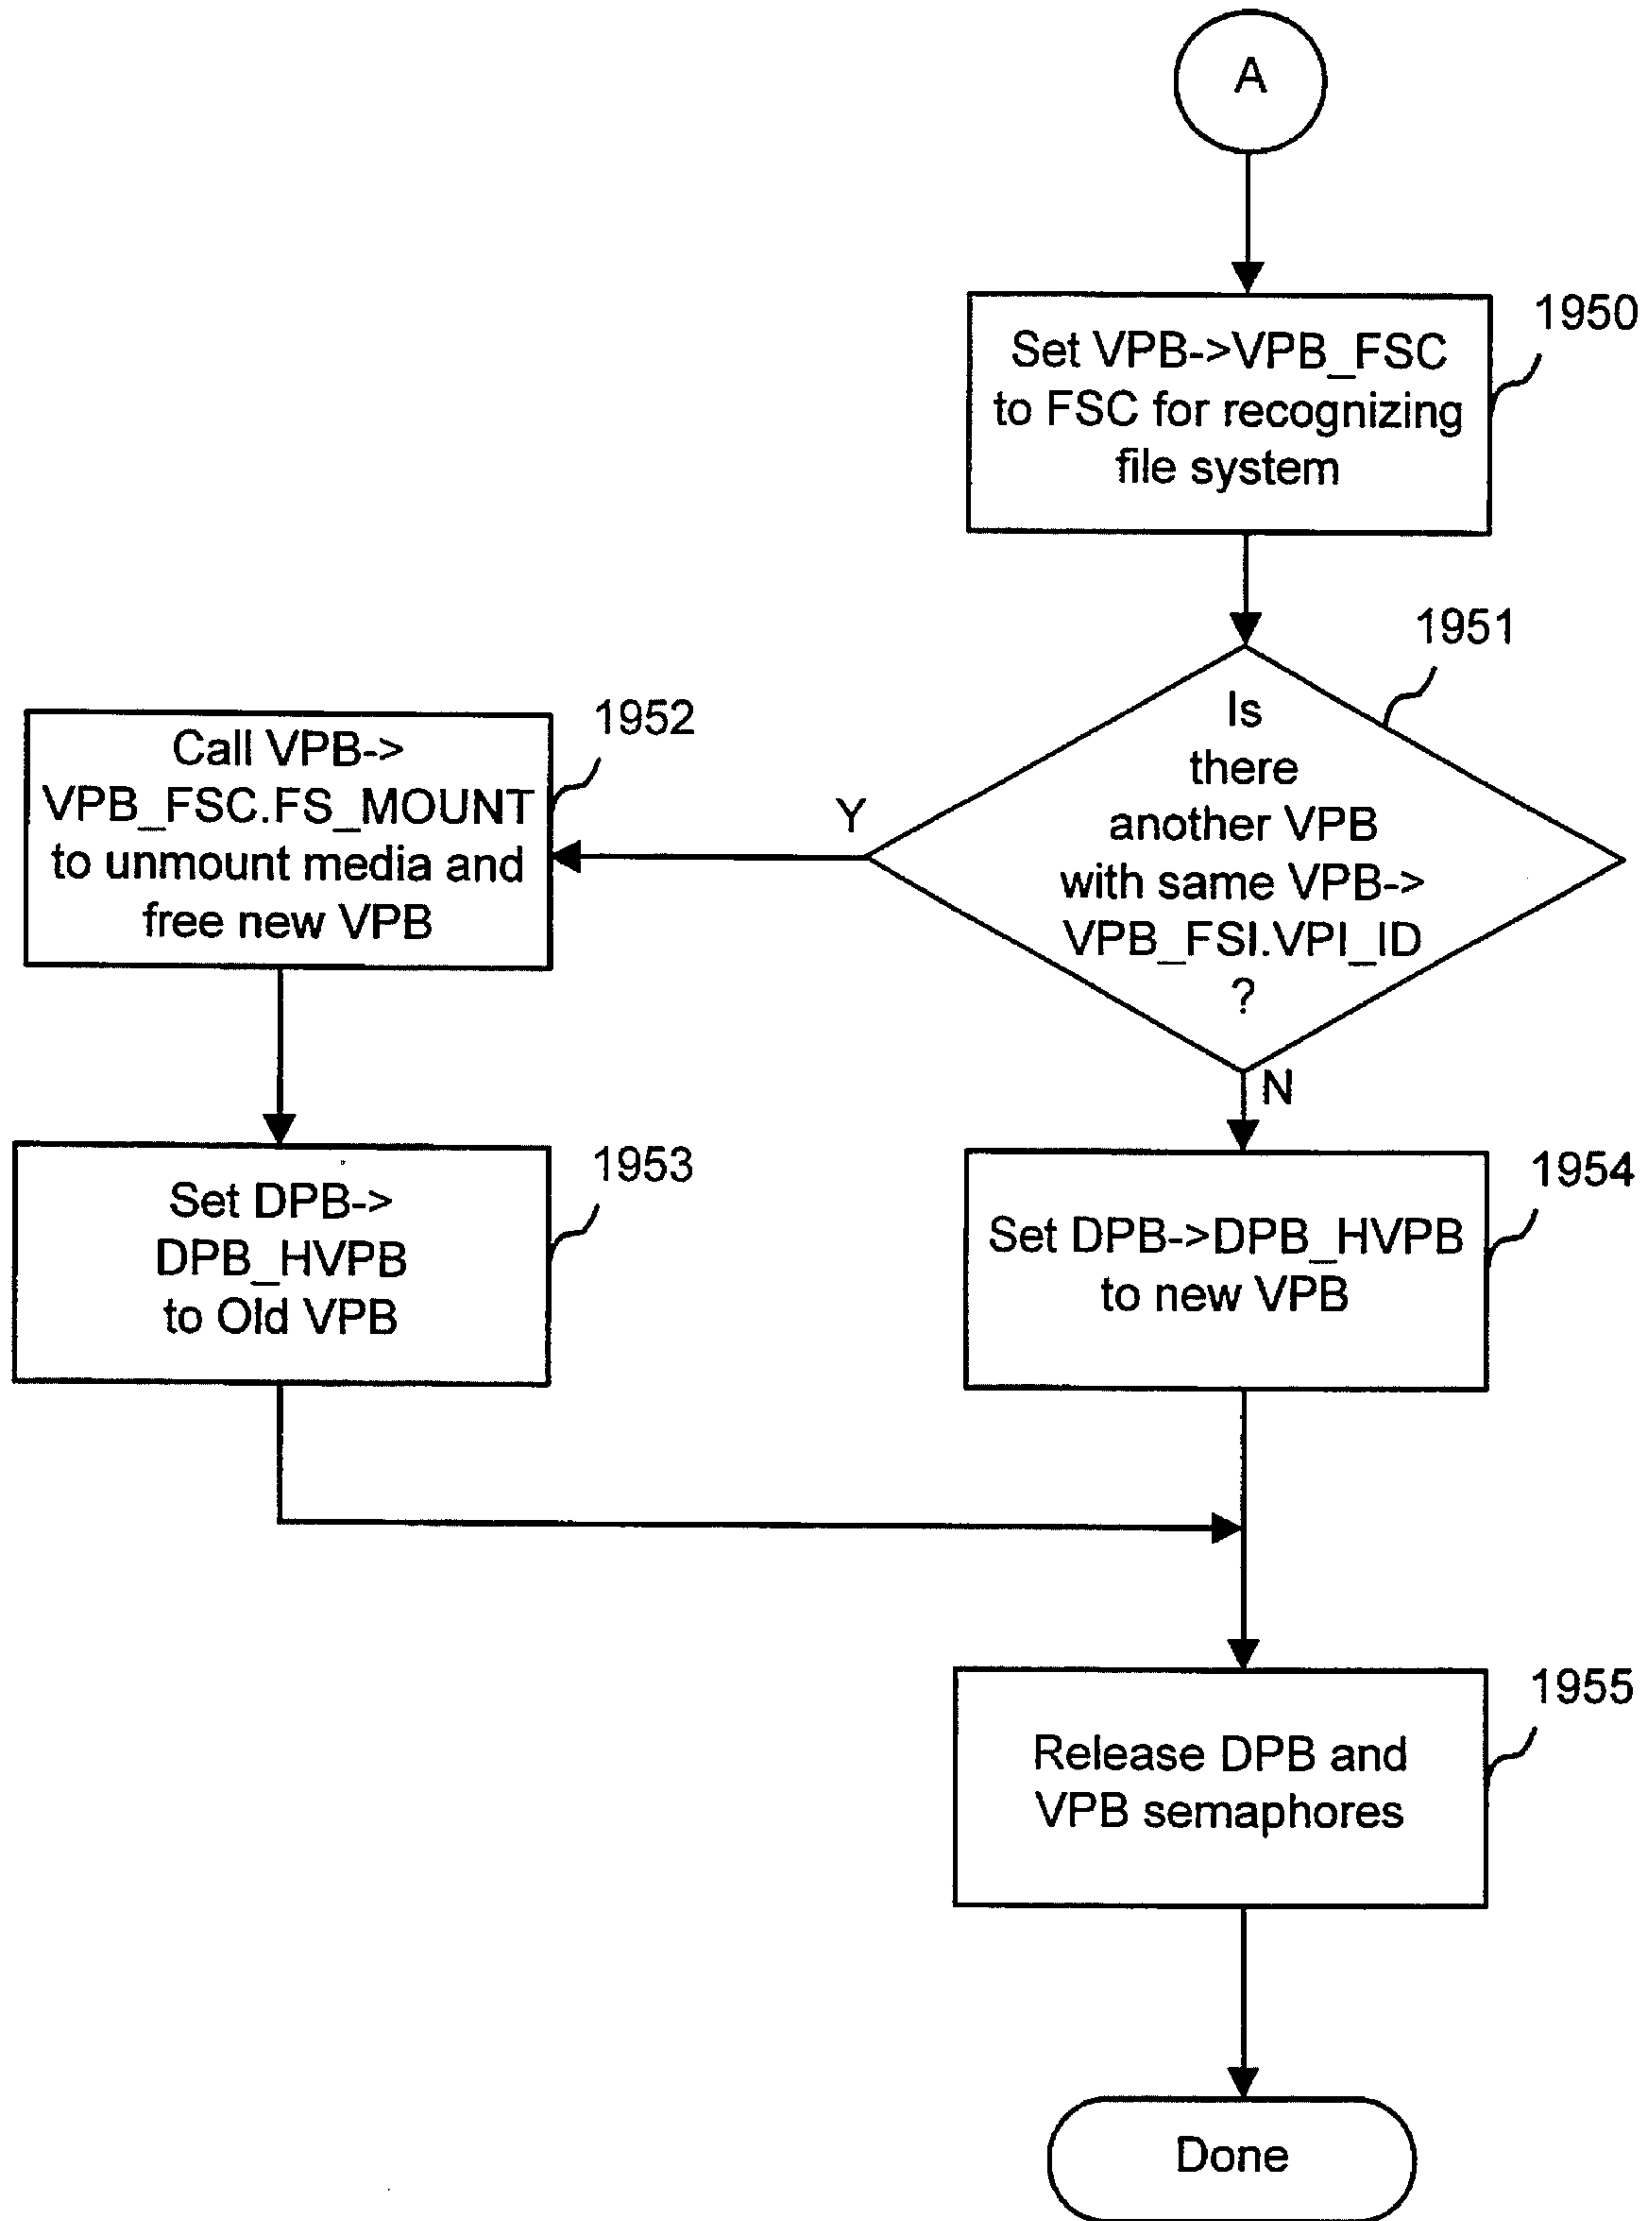 A
1950
Set VPB->VPB_FSC
to FSC for recognizing
file system
1951
Is
there
another VPB
with same VPB->
VPB_FSI.VPI_ID
?
Y
N
1952
Call VPB->
VPB_FSC.FS_MOUNT
to unmount media and
free new VPB
1953
Set DPB->
DPB_HVPB
to Old VPB
1954
Set DPB->DPB_HVPB
to new VPB
1955
Release DPB and
VPB semaphores
Done